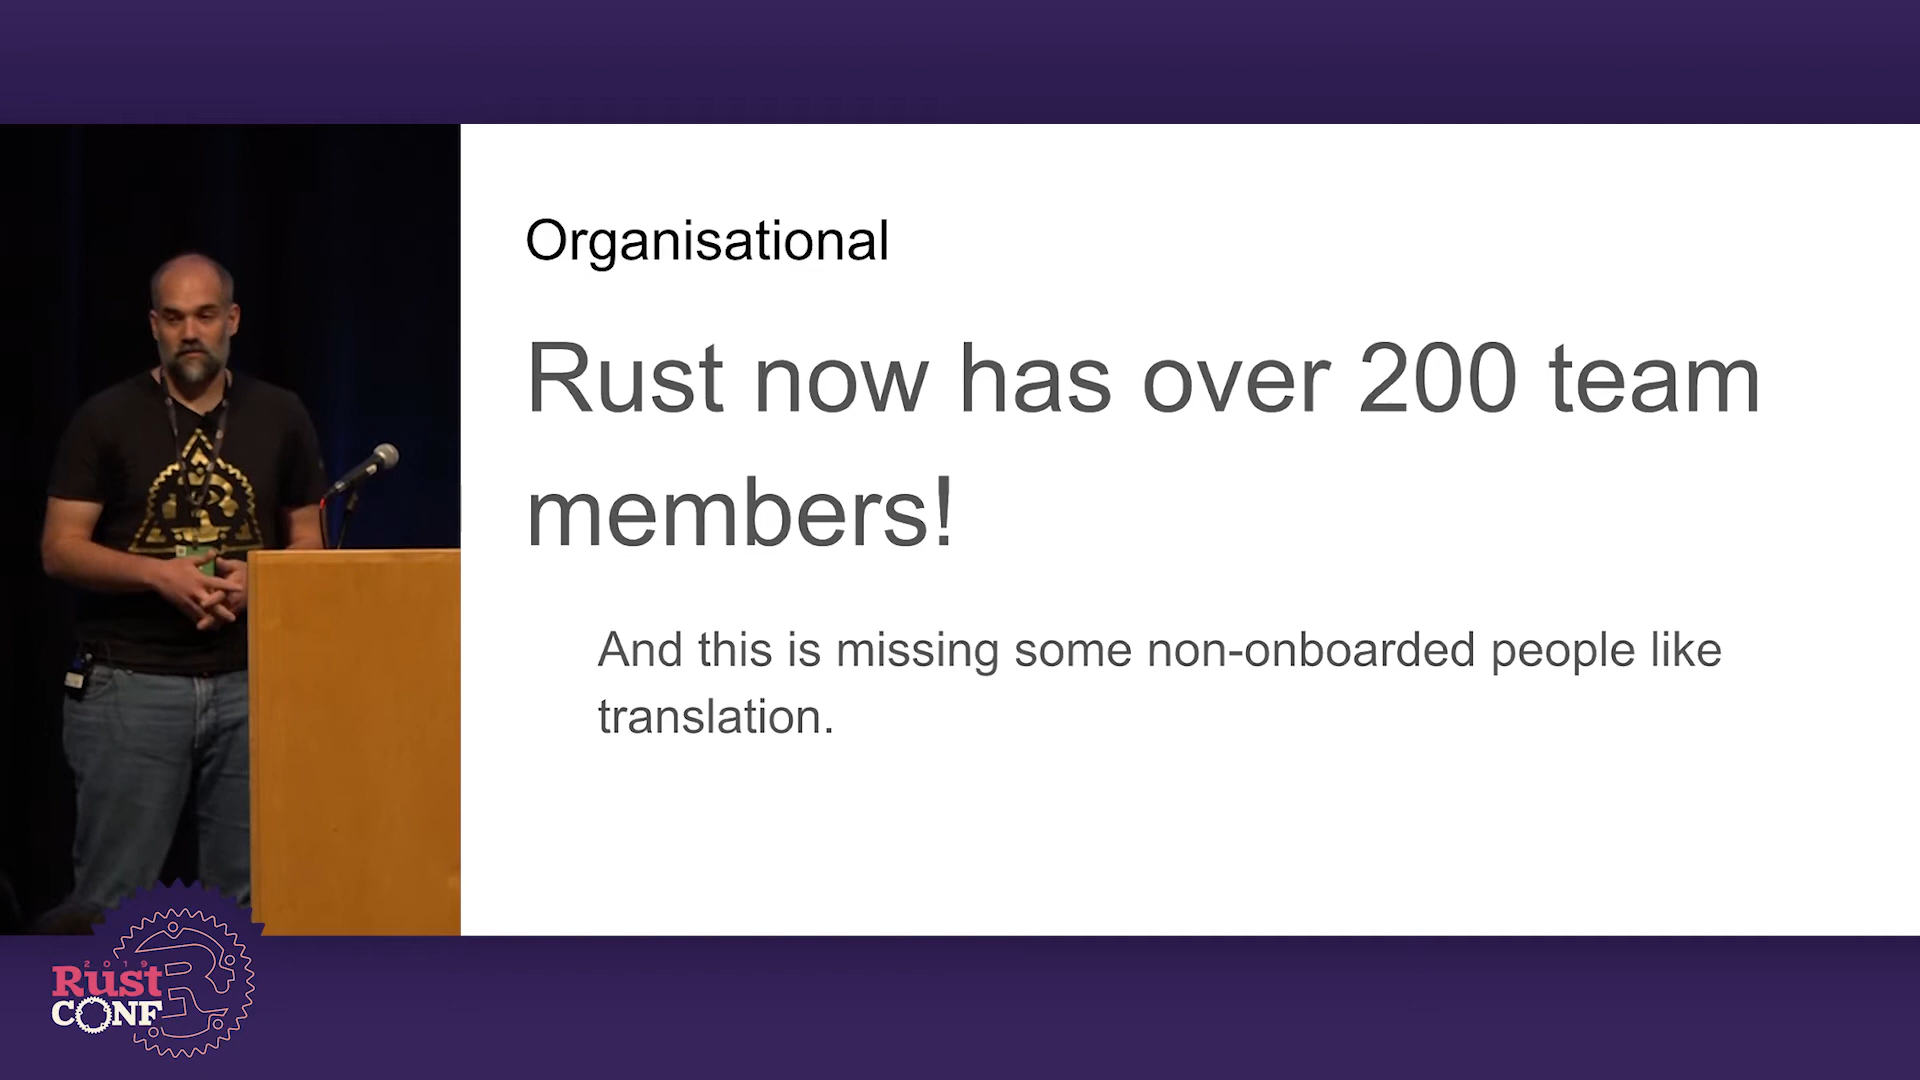 Organisational
Rust now has over 200 team
members!
And this is missing some non-onboarded people like
translation.
2019
Rust
CONF